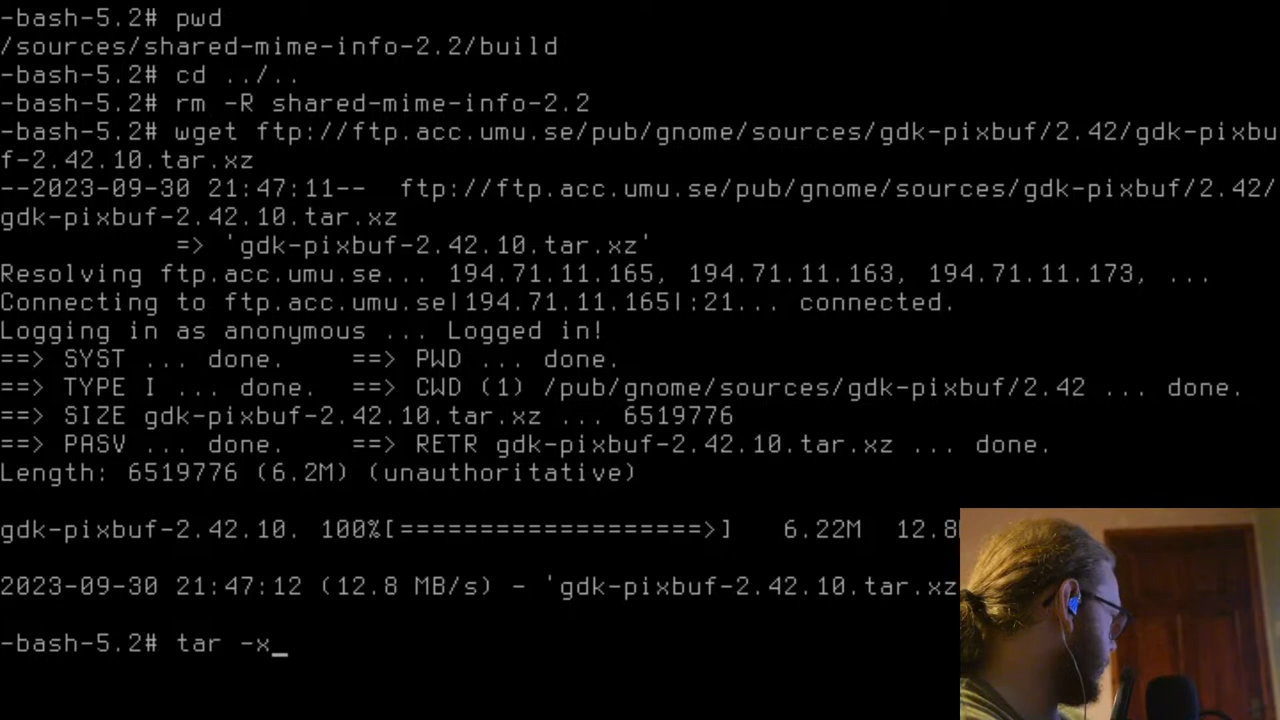 -bash-5.2# pwd
/sources/shared-mime-info-2.2/build
-bash-5.2# cd ../..
-bash-5.2# rm -R shared-mime-info-2.2
-bash-5.2# wget ftp://ftp.acc.umu.se/pub/gnome/sources/gdk-pixbuf/2.42/gdk-pixbu
f-2.42.10.tar.xz
--2023-09-30 21:47:11--  ftp://ftp.acc.umu.se/pub/gnome/sources/gdk-pixbuf/2.42/
gdk-pixbuf-2.42.10.tar.xz
           => 'gdk-pixbuf-2.42.10.tar.xz'
Resolving ftp.acc.umu.se... 194.71.11.165, 194.71.11.163, 194.71.11.173, ...
Connecting to ftp.acc.umu.se|194.71.11.165|:21... connected.
Logging in as anonymous ... Logged in!
==> SYST ... done.    ==> PWD ... done.
==> TYPE I ... done.  ==> CWD (1) /pub/gnome/sources/gdk-pixbuf/2.42 ... done.
==> SIZE gdk-pixbuf-2.42.10.tar.xz ... 6519776
==> PASV ... done.    ==> RETR gdk-pixbuf-2.42.10.tar.xz ... done.
Length: 6519776 (6.2M) (unauthoritative)
gdk-pixbuf-2.42.10. 100%[===================>]   6.22M  12.8
2023-09-30 21:47:12 (12.8 MB/s) - 'gdk-pixbuf-2.42.10.tar.xz
-bash-5.2# tar -x_